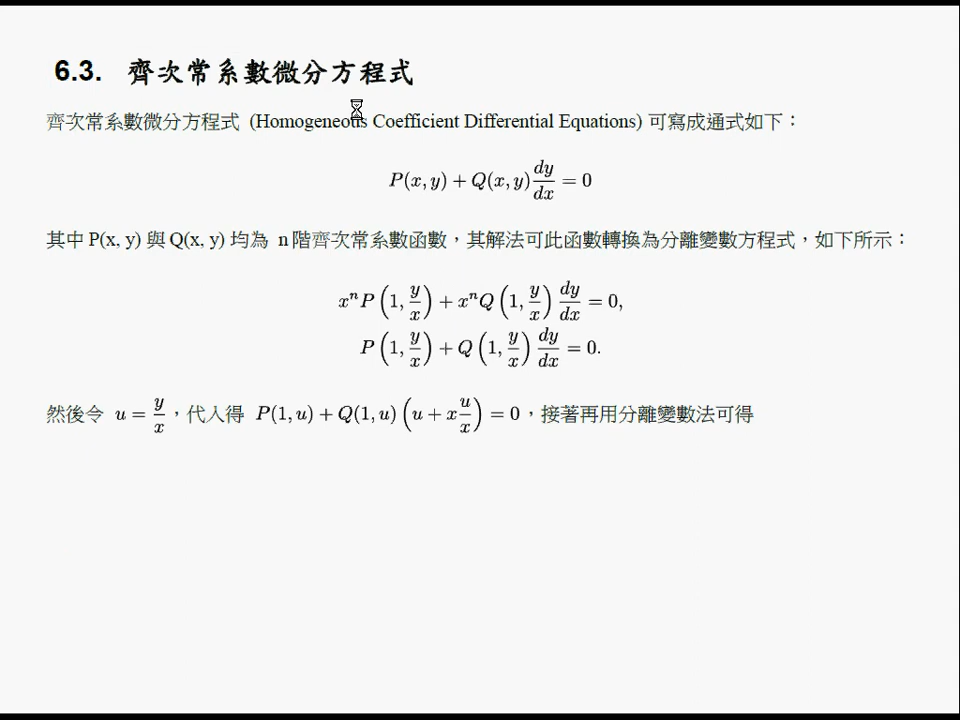 6.3. 齊次常系數微分方程式
齊次常系數微分方程式 (Homogeneous Coefficient Differential Equations) 可寫成通式如下：
P(x, y) + Q(x, y) dy/dx = 0
其中 P(x, y) 與 Q(x, y) 均為 n 階齊次常系數函數，其解法可此函數轉換為分離變數方程式，如下所示：
xⁿP (1, y/x) + xⁿQ (1, y/x) dy/dx = 0,
P (1, y/x) + Q (1, y/x) dy/dx = 0.
然後令 u = y/x，代入得 P(1, u) + Q(1, u) (u + x u/x) = 0，接著再用分離變數法可得